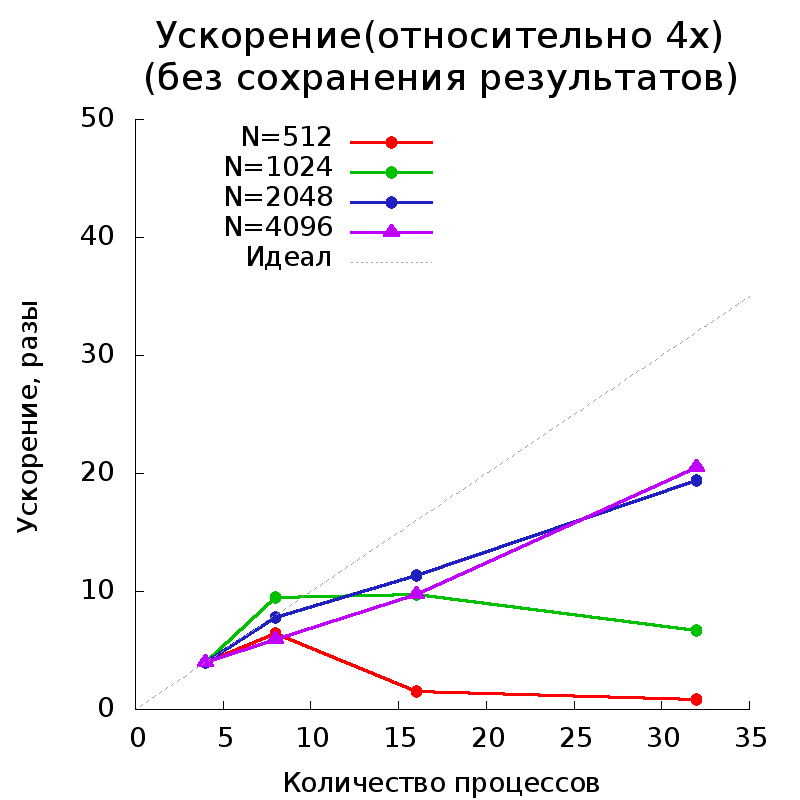 Ускорение(относительно 4x)
(без сохранения результатов)
50
40
30
20
10
0
N=512
N=1024
N=2048
N=4096
Идеал
Ускорение, разы
0 5 10 15 20 25 30 35
Количество процессов